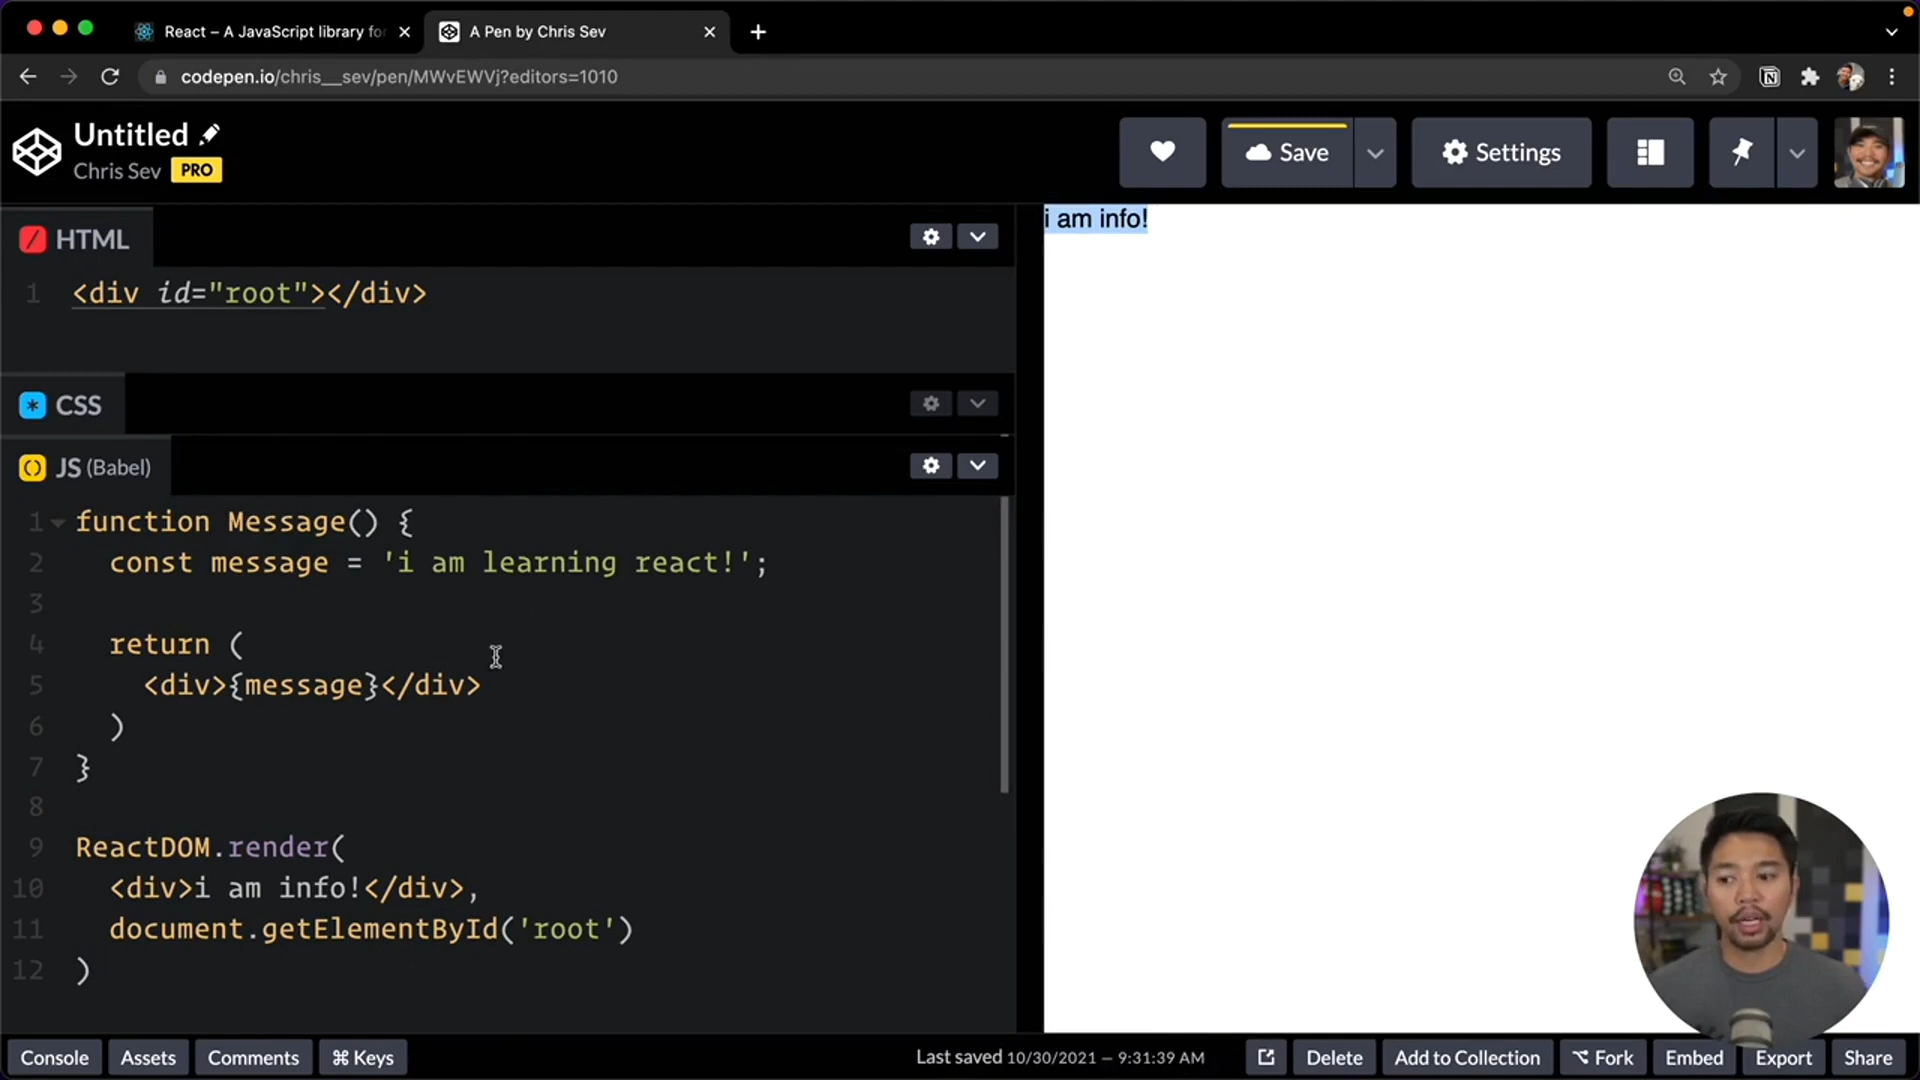 React – A JavaScript library for
A Pen by Chris Sev
codepen.io/chris__sev/pen/MWvEWVj?editors=1010
Untitled
Chris Sev PRO
Save
Settings
HTML
1 <div id="root"></div>
CSS
JS (Babel)
1 function Message() {
2 const message = 'i am learning react!';
3
4 return (
5 <div>{message}</div>
6 )
7 }
8
9 ReactDOM.render(
10 <div>i am info!</div>,
11 document.getElementById('root')
12 )
i am info!
Console
Assets
Comments
⌘ Keys
Last saved 10/30/2021 — 9:31:39 AM
Delete
Add to Collection
⌥ Fork
Embed
Export
Share